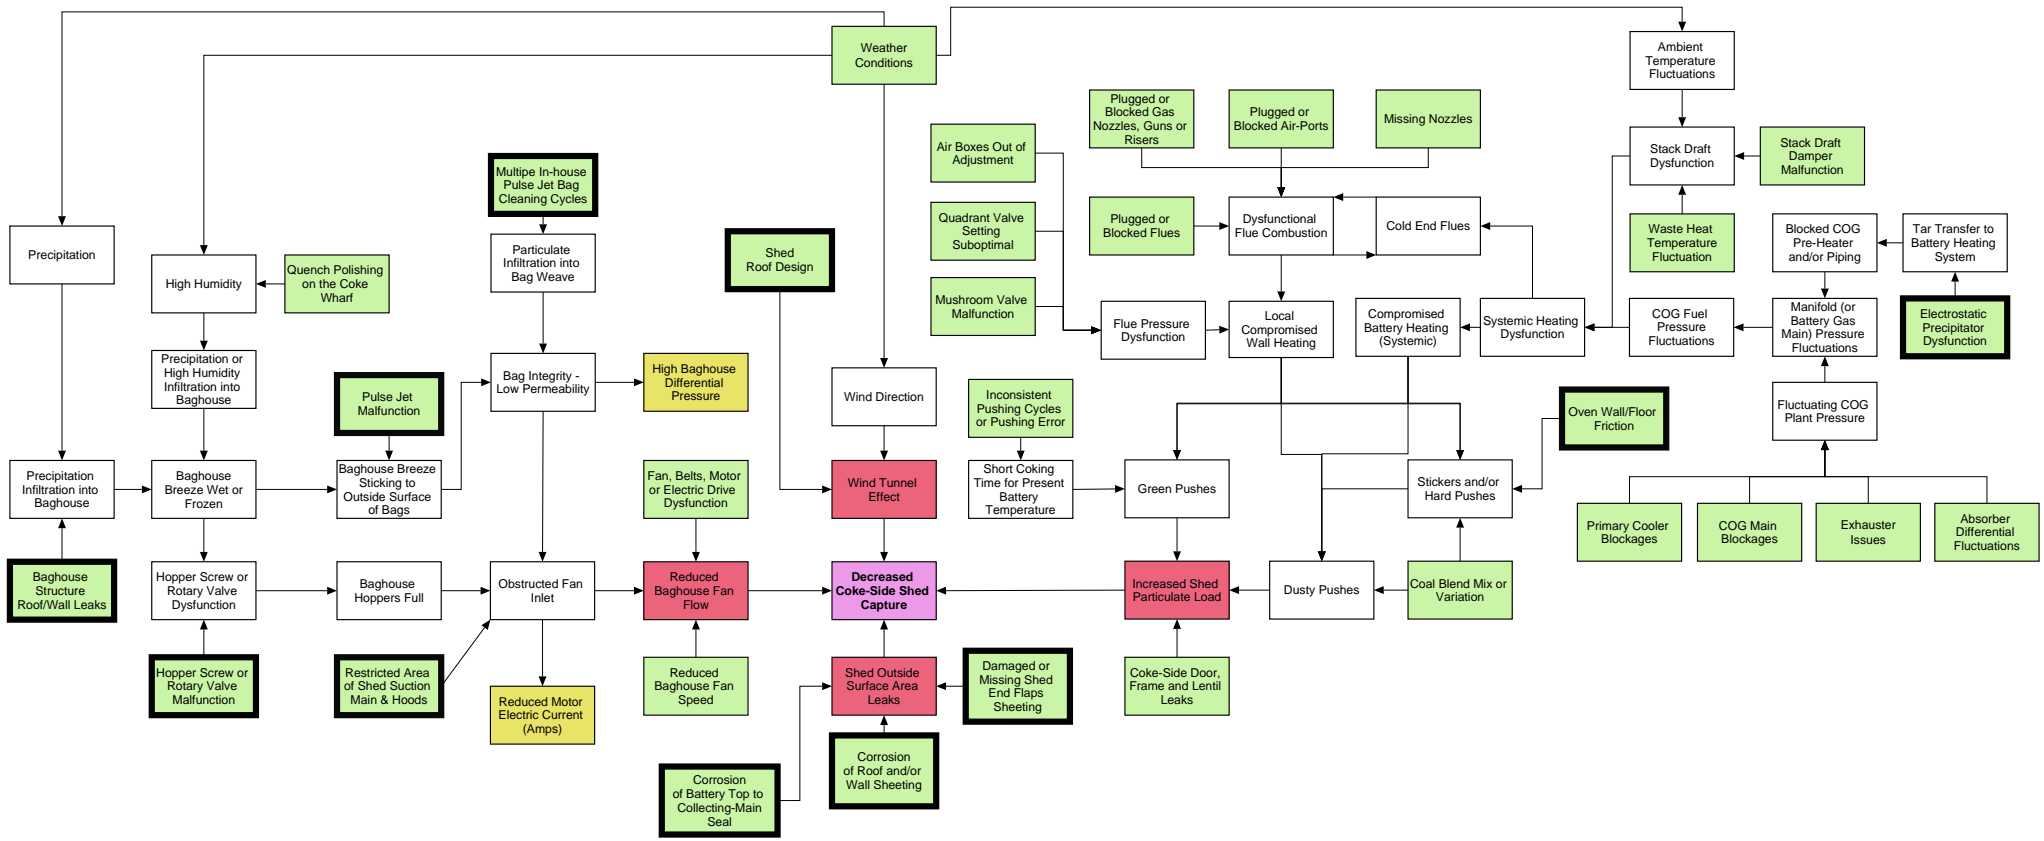 Weather
Conditions
Ambient
Temperature
Fluctuations
Plugged or
Blocked Gas
Nozzles, Guns or
Risers
Plugged or
Blocked Air-Ports
Missing Nozzles
Air Boxes Out of
Adjustment
Stack Draft
Dysfunction
Stack Draft
Damper
Malfunction
Multipe In-house
Pulse Jet Bag
Cleaning Cycles
Precipitation
High Humidity
Quench Polishing
on the Coke
Wharf
Particulate
Infiltration into
Bag Weave
Shed
Roof Design
Quadrant Valve
Setting
Suboptimal
Plugged or
Blocked Flues
Dysfunctional
Flue Combustion
Cold End Flues
Waste Heat
Temperature
Fluctuation
Blocked COG
Pre-Heater
and/or Piping
Tar Transfer to
Battery Heating
System
Mushroom Valve
Malfunction
Flue Pressure
Dysfunction
Local
Compromised
Wall Heating
Compromised
Battery Heating
(Systemic)
Systemic Heating
Dysfunction
COG Fuel
Pressure
Fluctuations
Manifold (or
Battery Gas
Main) Pressure
Fluctuations
Electrostatic
Precipitator
Dysfunction
Precipitation or
High Humidity
Infiltration into
Baghouse
Pulse Jet
Malfunction
Bag Integrity -
Low Permeability
High Baghouse
Differential
Pressure
Wind Direction
Inconsistent
Pushing Cycles
or Pushing Error
Oven Wall/Floor
Friction
Fluctuating COG
Plant Pressure
Precipitation
Infiltration into
Baghouse
Baghouse
Breeze Wet or
Frozen
Baghouse Breeze
Sticking to
Outside Surface
of Bags
Fan, Belts, Motor
or Electric Drive
Dysfunction
Wind Tunnel
Effect
Short Coking
Time for Present
Battery
Temperature
Green Pushes
Stickers and/or
Hard Pushes
Primary Cooler
Blockages
COG Main
Blockages
Exhauster
Issues
Absorber
Differential
Fluctuations
Baghouse
Structure
Roof/Wall Leaks
Hopper Screw or
Rotary Valve
Dysfunction
Baghouse
Hoppers Full
Obstructed Fan
Inlet
Reduced
Baghouse Fan
Flow
Decreased
Coke-Side Shed
Capture
Increased Shed
Particulate Load
Dusty Pushes
Coal Blend Mix or
Variation
Hopper Screw or
Rotary Valve
Malfunction
Restricted Area
of Shed Suction
Main & Hoods
Reduced Motor
Electric Current
(Amps)
Reduced
Baghouse Fan
Speed
Shed Outside
Surface Area
Leaks
Damaged or
Missing Shed
End Flaps
Sheeting
Coke-Side Door,
Frame and Lentil
Leaks
Corrosion
of Battery Top to
Collecting-Main
Seal
Corrosion
of Roof and/or
Wall Sheeting